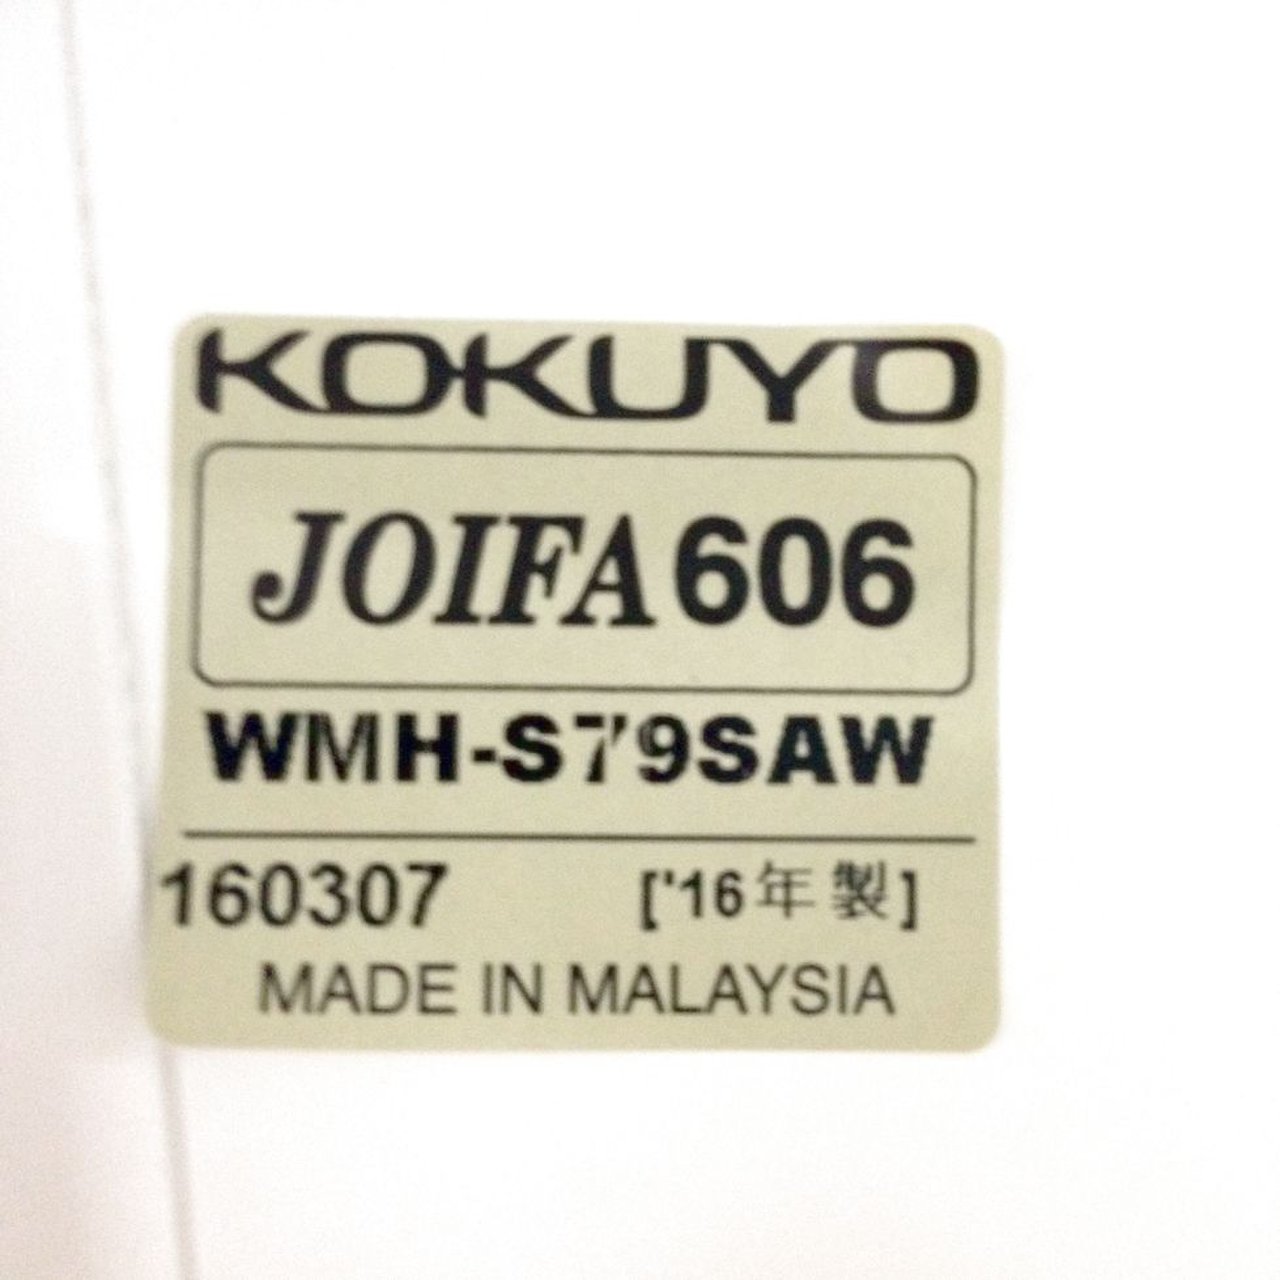 KOKUYO
JOIFA606
WMH-S79SAW
160307 ['16年製]
MADE IN MALAYSIA